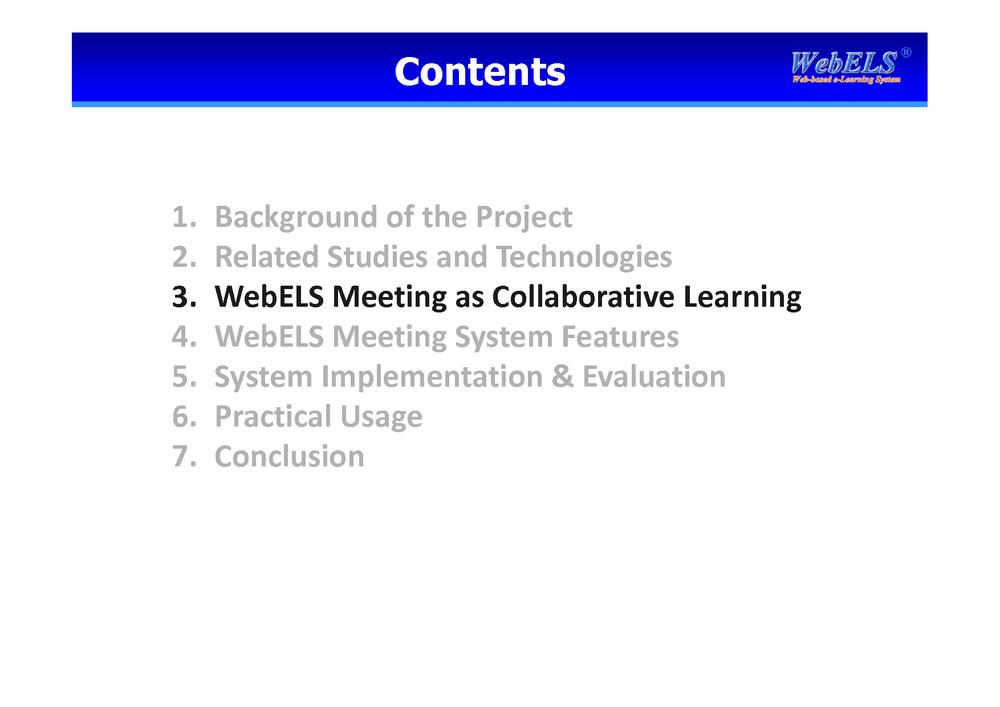 Contents
WebELS®
Web-based e-Learning System
1. Background of the Project
2. Related Studies and Technologies
3. WebELS Meeting as Collaborative Learning
4. WebELS Meeting System Features
5. System Implementation & Evaluation
6. Practical Usage
7. Conclusion